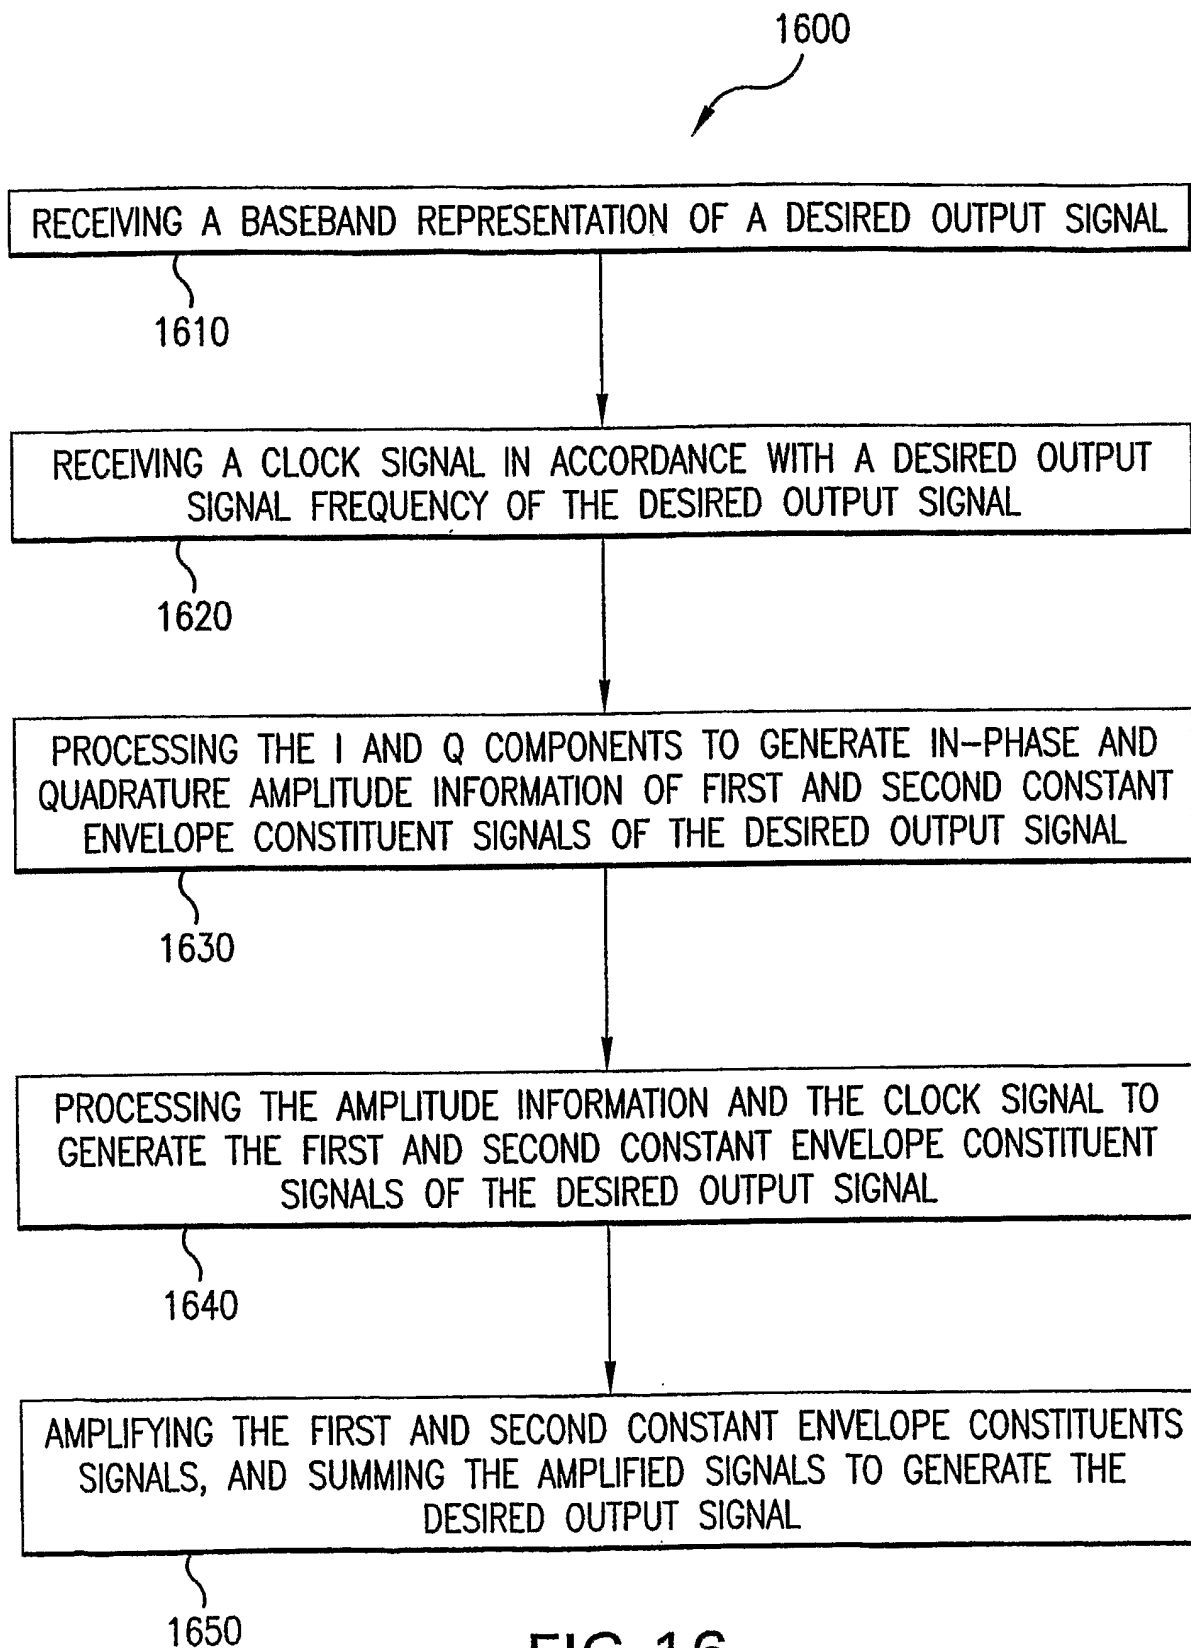 1600
RECEIVING A BASEBAND REPRESENTATION OF A DESIRED OUTPUT SIGNAL
1610
RECEIVING A CLOCK SIGNAL IN ACCORDANCE WITH A DESIRED OUTPUT
SIGNAL FREQUENCY OF THE DESIRED OUTPUT SIGNAL
1620
PROCESSING THE I AND Q COMPONENTS TO GENERATE IN-PHASE AND
QUADRATURE AMPLITUDE INFORMATION OF FIRST AND SECOND CONSTANT
ENVELOPE CONSTITUENT SIGNALS OF THE DESIRED OUTPUT SIGNAL
1630
PROCESSING THE AMPLITUDE INFORMATION AND THE CLOCK SIGNAL TO
GENERATE THE FIRST AND SECOND CONSTANT ENVELOPE CONSTITUENT
SIGNALS OF THE DESIRED OUTPUT SIGNAL
1640
AMPLIFYING THE FIRST AND SECOND CONSTANT ENVELOPE CONSTITUENTS
SIGNALS, AND SUMMING THE AMPLIFIED SIGNALS TO GENERATE THE
DESIRED OUTPUT SIGNAL
1650
FIG.16